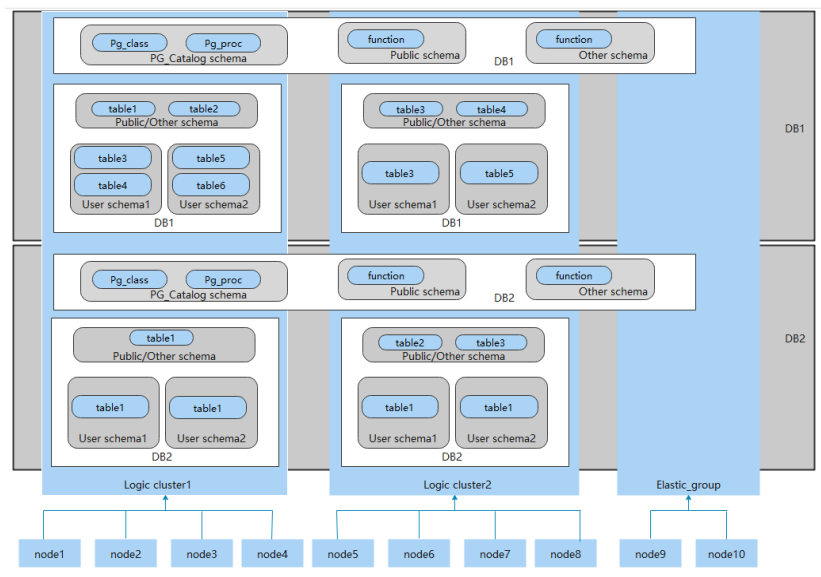 Pg_class
Pg_proc
PG_Catalog schema
function
Public schema
function
Other schema
DB1
table1
table2
Public/Other schema
table3
table4
User schema1
table5
table6
User schema2
DB1
table3
table4
Public/Other schema
table3
User schema1
table5
User schema2
DB1
DB1
Pg_class
Pg_proc
PG_Catalog schema
function
Public schema
function
Other schema
DB2
table1
Public/Other schema
table1
User schema1
table1
User schema2
DB2
table2
table3
Public/Other schema
table1
User schema1
table1
User schema2
DB2
DB2
Logic cluster1
Logic cluster2
Elastic_group
node1
node2
node3
node4
node5
node6
node7
node8
node9
node10